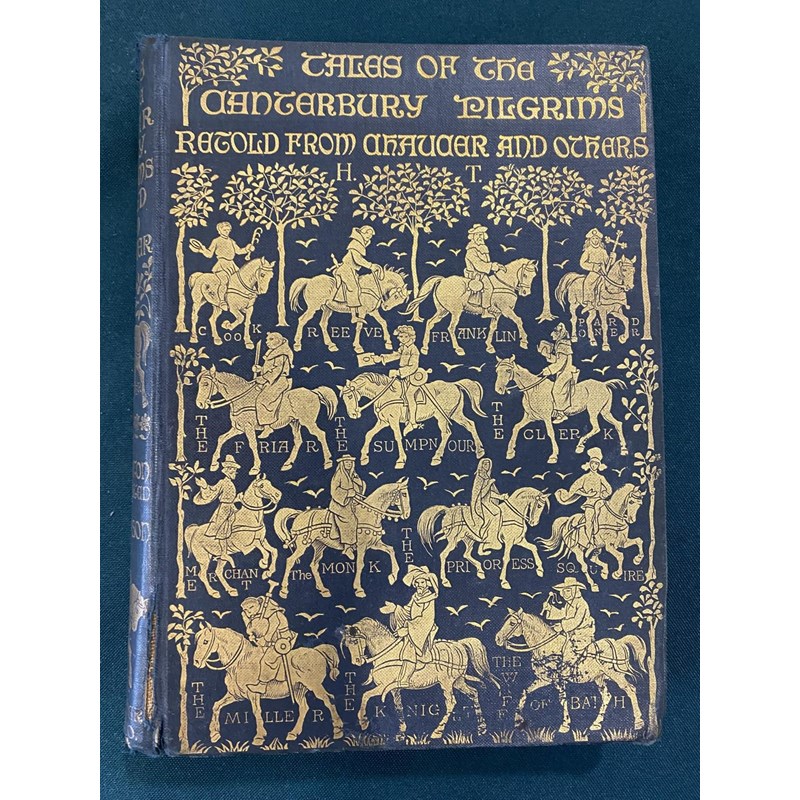 TALES OF THE
CANTERBURY PILGRIMS
RETOLD FROM CHAUCER AND OTHERS
H. T.
COOK REEVE FRANKLIN PARDONER
THE FRIAR THE SUMPNOUR THE CLERK
MERCHANT THE MONK THE PRIORESS SQUIRE
THE MILLER THE KNIGHT THE WIFE OF BATH